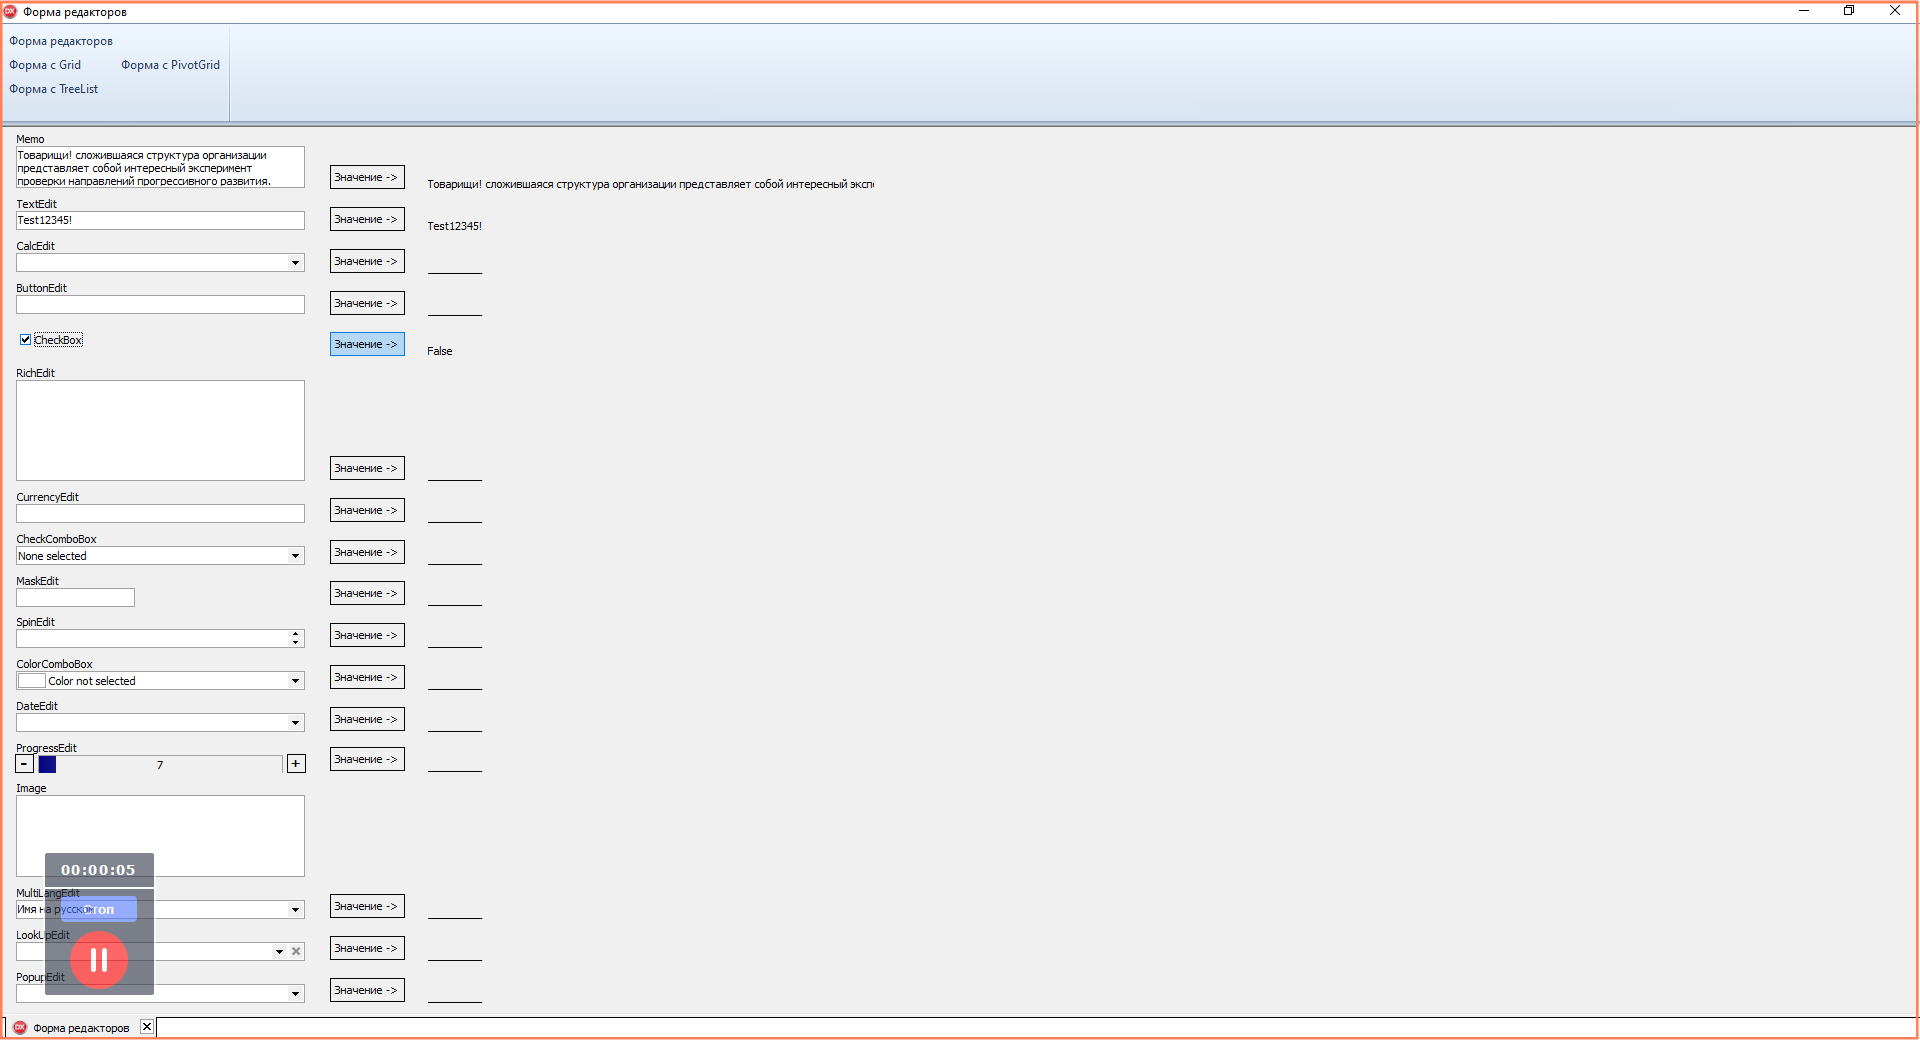 Форма редакторов
Форма редакторов
Форма с Grid Форма с PivotGrid
Форма с TreeList
Memo
Товарищи! сложившаяся структура организации
представляет собой интересный эксперимент
проверки направлений прогрессивного развития.
Значение ->
Товарищи! сложившаяся структура организации представляет собой интересный
TextEdit
Test12345!
Значение ->
Test12345!
CalcEdit
Значение ->
ButtonEdit
Значение ->
CheckBox
Значение ->
False
RichEdit
Значение ->
CurrencyEdit
Значение ->
CheckComboBox
None selected
Значение ->
MaskEdit
Значение ->
SpinEdit
Значение ->
ColorComboBox
Color not selected
Значение ->
DateEdit
Значение ->
ProgressEdit
- 7 +
Значение ->
Image
00:00:05
MultiLangEdit
Имя на
Стоп
Значение ->
LookUpEdit
Значение ->
PopupEdit
Значение ->
Форма редакторов